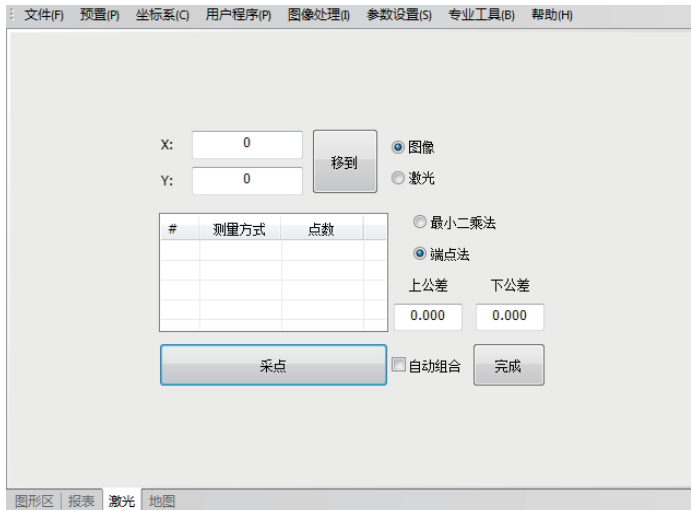 文件(F) 预置(P) 坐标系(C) 用户程序(P) 图像处理(I) 参数设置(S) 专业工具(B) 帮助(H)
X: 0 移到 图像
Y: 0 激光
# 测量方式 点数 最小二乘法
端点法
上公差 下公差
0.000 0.000
采点 自动组合 完成
图形区 报表 激光 地图